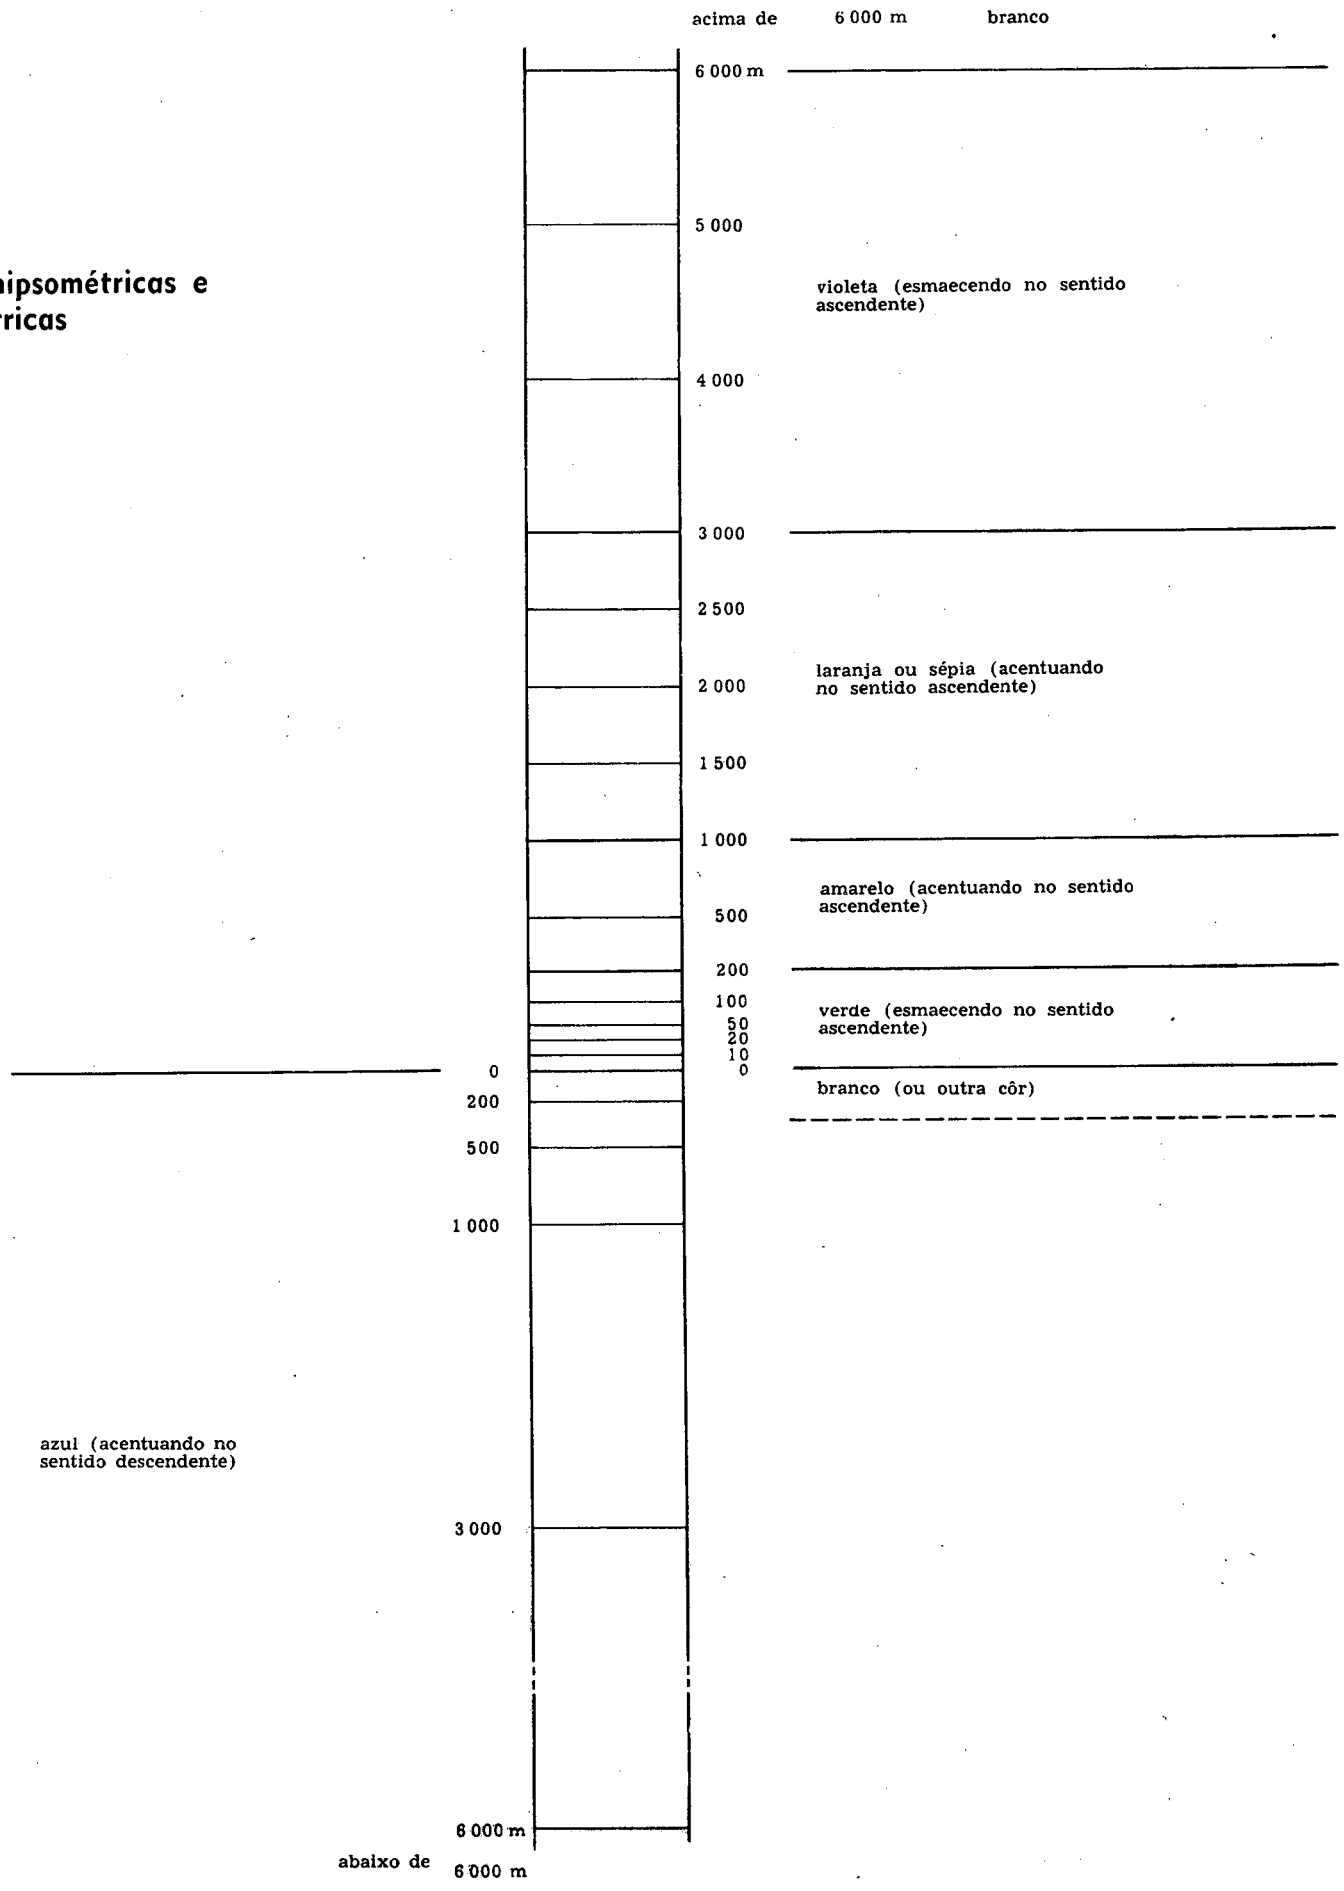 acima de 6 000 m branco
6 000 m
5 000
hipsométricas e
tricas
violeta (esmaecendo no sentido
ascendente)
4 000
3 000
2 500
laranja ou sépia (acentuando
no sentido ascendente)
2 000
1 500
1 000
amarelo (acentuando no sentido
ascendente)
500
200
100
verde (esmaecendo no sentido
ascendente)
50
20
10
0
0
branco (ou outra côr)
200
500
1 000
azul (acentuando no
sentido descendente)
3 000
6 000 m
abaixo de 6 000 m